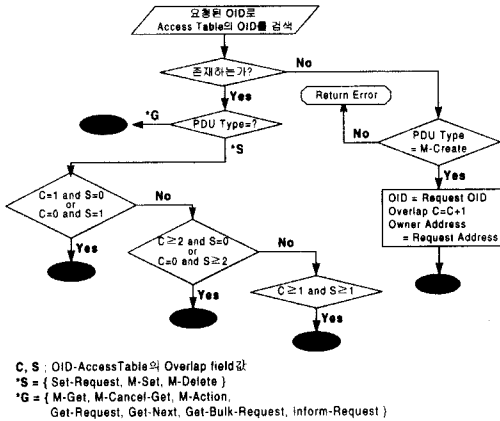 요청된 OID로
Access Table의 OID를 검색
존재하는가?
No
Yes
Return Error
*G
PDU Type=?
No
PDU Type
= M-Create
*S
Yes
C=1 and S=0
or
C=0 and S=1
No
OID = Request OID
Overlap C=C+1
Owner Address
= Request Address
Yes
C≥2 and S=0
or
C=0 and S≥2
No
Yes
C≥1 and S≥1
Yes
C, S ; OID-AccessTable의 Overlap field값
*S = { Set-Request, M-Set, M-Delete }
*G = { M-Get, M-Cancel-Get, M-Action,
Get-Request, Get-Next, Get-Bulk-Request, Inform-Request }